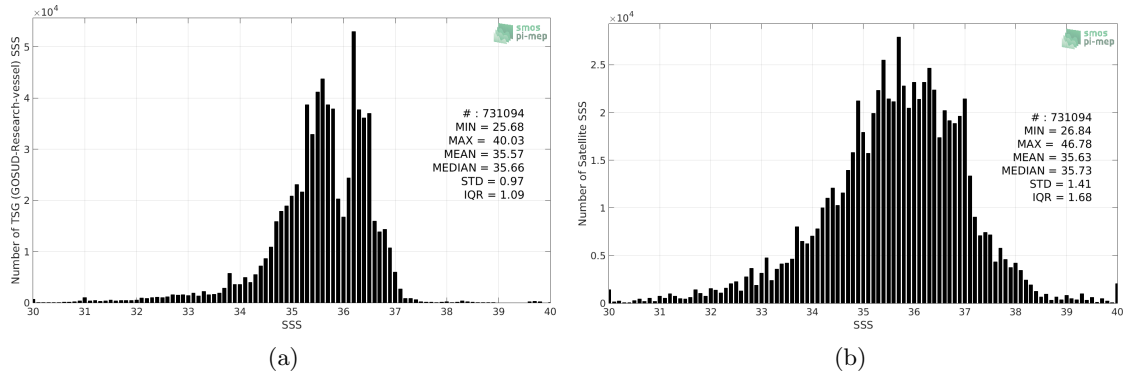 ×10⁴
5
4
3
2
1
0
Number of TSG (GOSUD-Research-vessel) SSS
smos
pi-mep
# : 731094
MIN = 25.68
MAX = 40.03
MEAN = 35.57
MEDIAN = 35.66
STD = 0.97
IQR = 1.09
30 31 32 33 34 35 36 37 38 39 40
SSS
(a)
×10⁴
2.5
2
1.5
1
0.5
0
Number of Satellite SSS
smos
pi-mep
# : 731094
MIN = 26.84
MAX = 46.78
MEAN = 35.63
MEDIAN = 35.73
STD = 1.41
IQR = 1.68
30 31 32 33 34 35 36 37 38 39 40
SSS
(b)